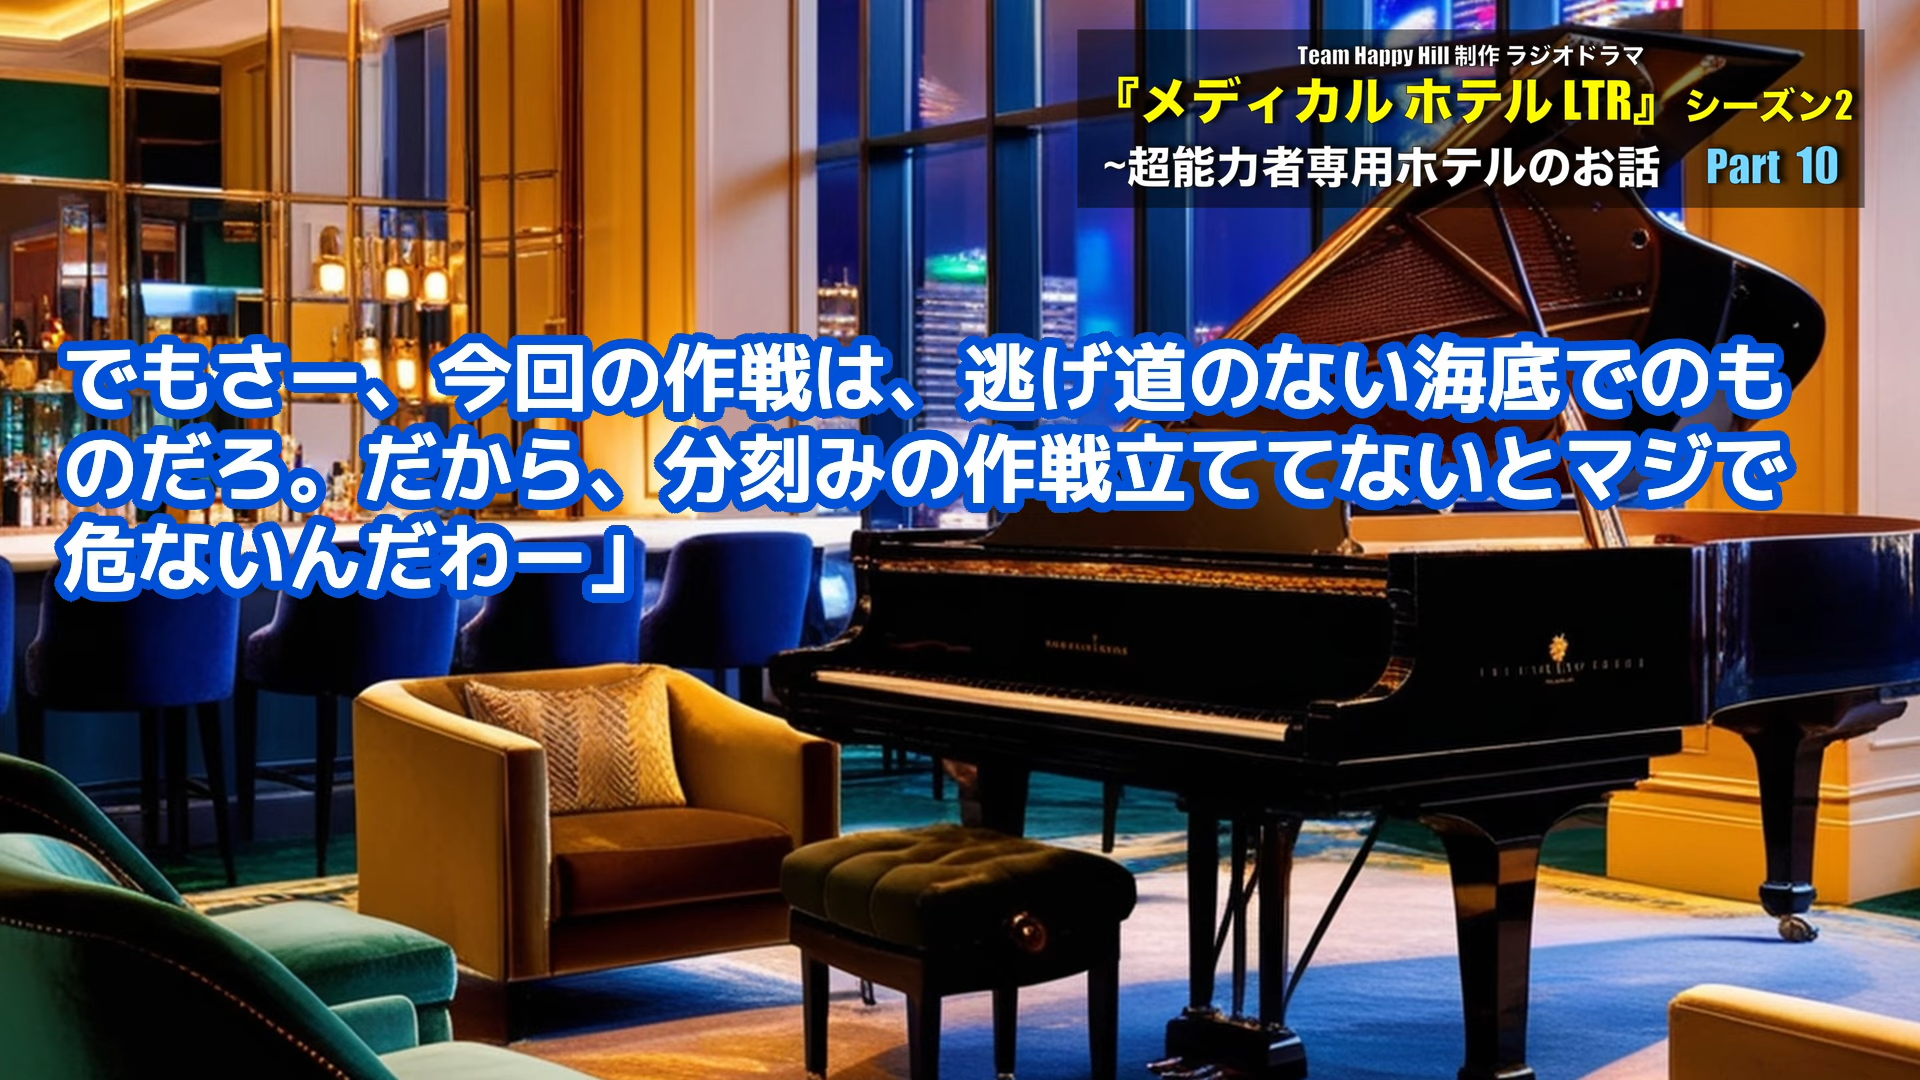 Team Happy Hill 制作 ラジオドラマ
『メディカル ホテル LTR』 シーズン2
~超能力者専用ホテルのお話 Part 10
でもさー、今回の作戦は、逃げ道のない海底でのも
のだろ。だから、分刻みの作戦立ててないとマジで
危ないんだわー」